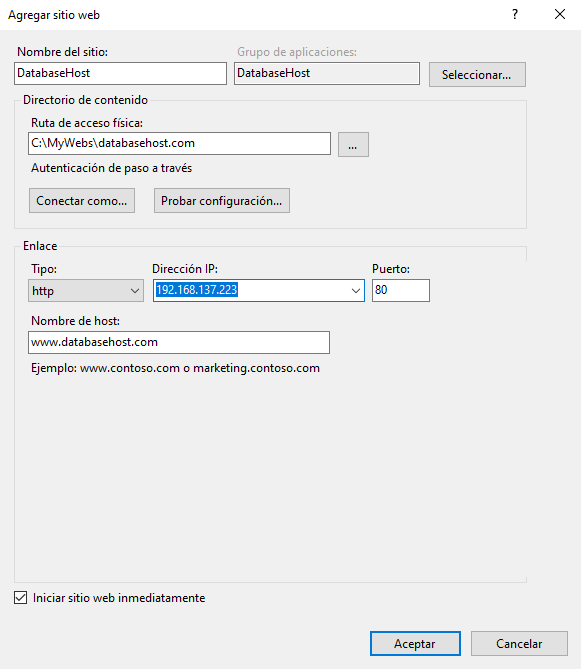 Agregar sitio web
?
Nombre del sitio:
Grupo de aplicaciones:
DatabaseHost
DatabaseHost
Seleccionar...
Directorio de contenido
Ruta de acceso física:
C:\MyWebs\databasehost.com
...
Autenticación de paso a través
Conectar como...
Probar configuración...
Enlace
Tipo:
Dirección IP:
Puerto:
http
192.168.137.223
80
Nombre de host:
www.databasehost.com
Ejemplo: www.contoso.com o marketing.contoso.com
Iniciar sitio web inmediatamente
Aceptar
Cancelar